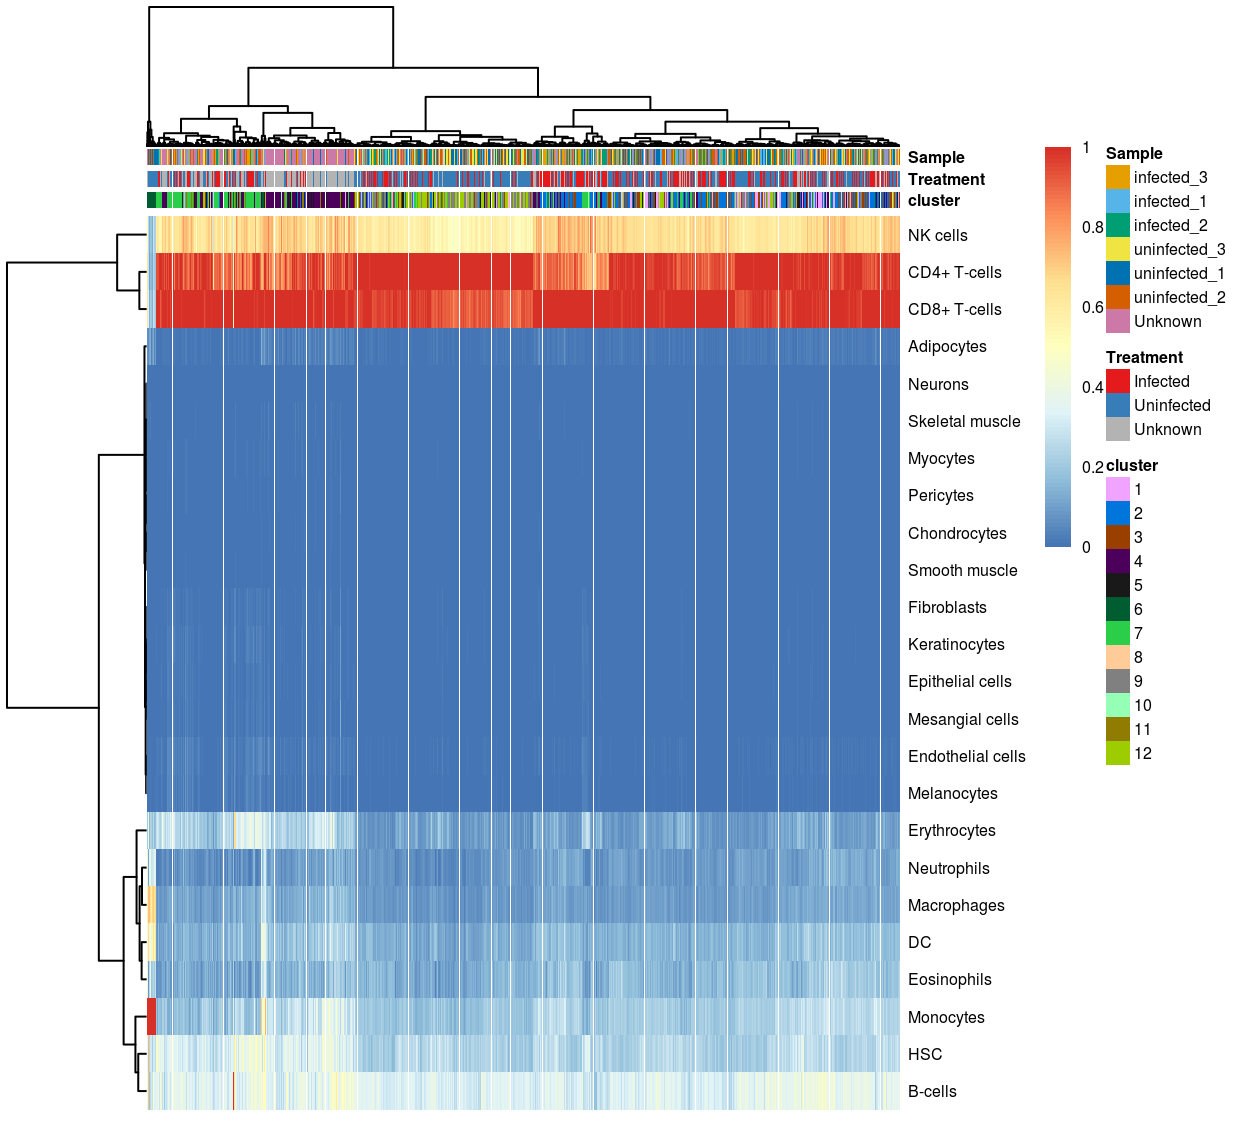 Sample
Treatment
cluster
NK cells
CD4+ T-cells
CD8+ T-cells
Adipocytes
Neurons
Skeletal muscle
Myocytes
Pericytes
Chondrocytes
Smooth muscle
Fibroblasts
Keratinocytes
Epithelial cells
Mesangial cells
Endothelial cells
Melanocytes
Erythrocytes
Neutrophils
Macrophages
DC
Eosinophils
Monocytes
HSC
B-cells
1
0.8
0.6
0.4
0.2
0
Sample
infected_3
infected_1
infected_2
uninfected_3
uninfected_1
uninfected_2
Unknown
Treatment
Infected
Uninfected
Unknown
cluster
1
2
3
4
5
6
7
8
9
10
11
12